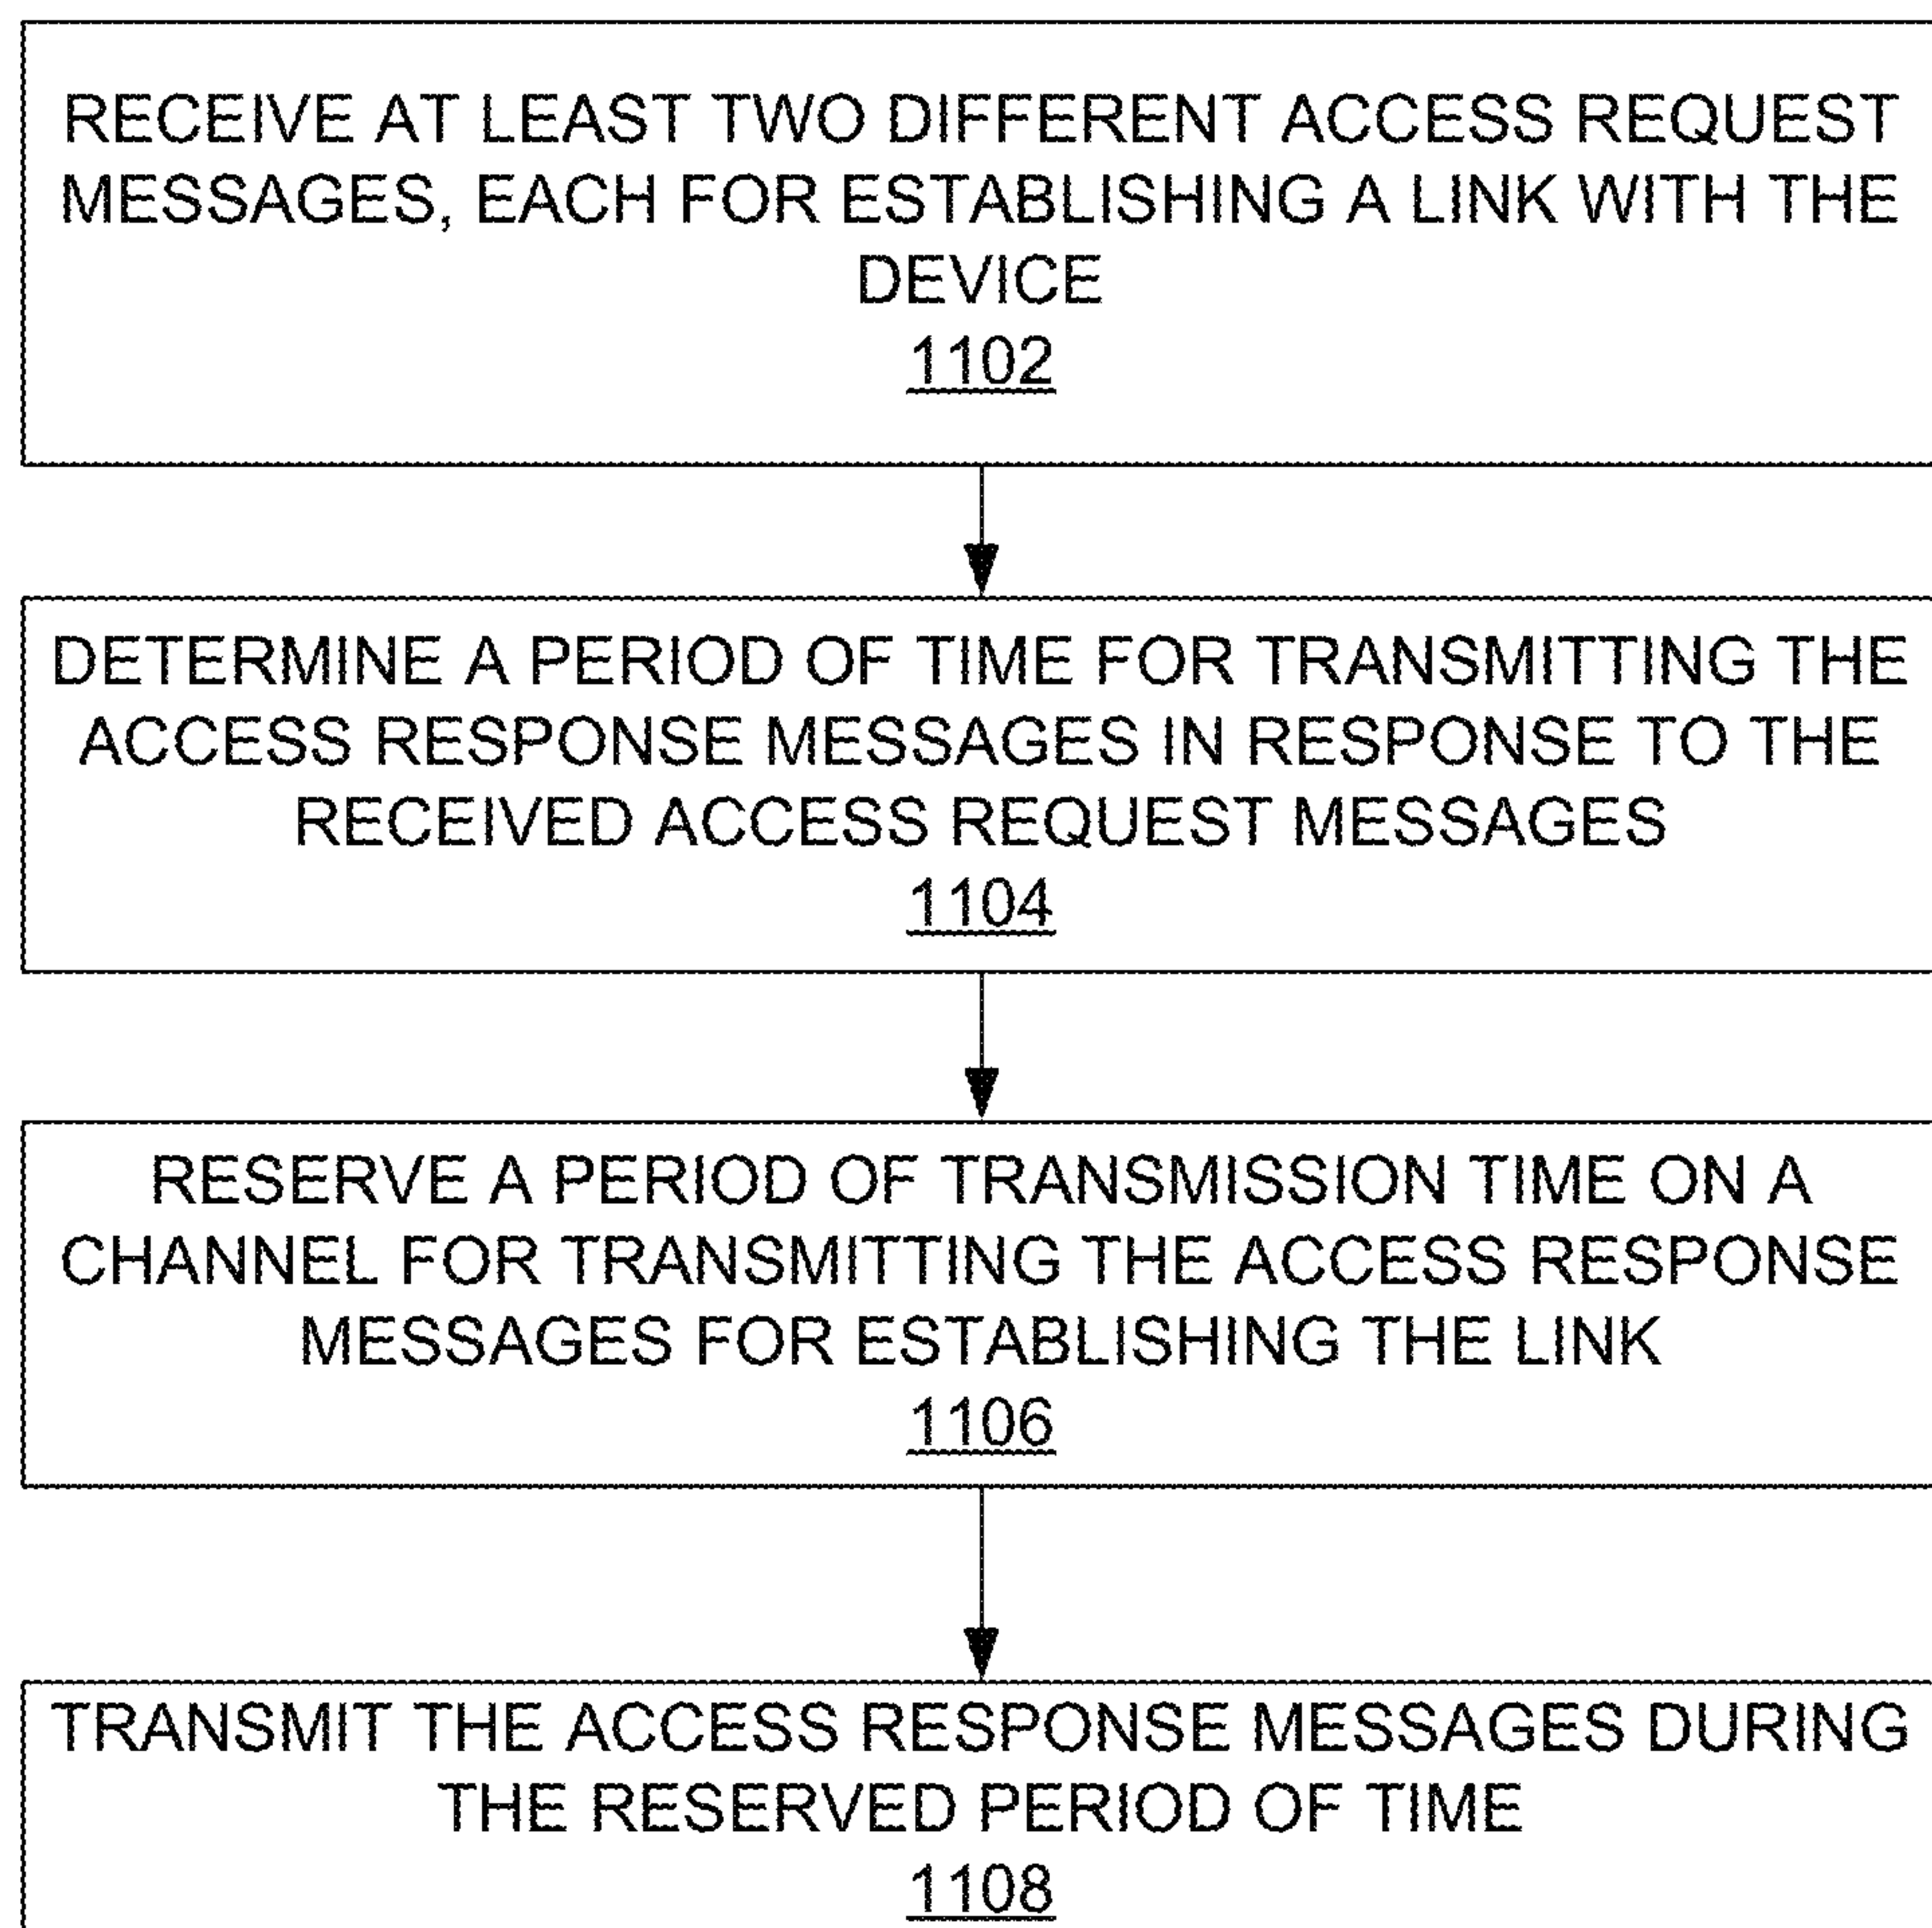 RECEIVE AT LEAST TWO DIFFERENT ACCESS REQUEST
MESSAGES, EACH FOR ESTABLISHING A LINK WITH THE
DEVICE
1102
DETERMINE A PERIOD OF TIME FOR TRANSMITTING THE
ACCESS RESPONSE MESSAGES IN RESPONSE TO THE
RECEIVED ACCESS REQUEST MESSAGES
1104
RESERVE A PERIOD OF TRANSMISSION TIME ON A
CHANNEL FOR TRANSMITTING THE ACCESS RESPONSE
MESSAGES FOR ESTABLISHING THE LINK
1106
TRANSMIT THE ACCESS RESPONSE MESSAGES DURING
THE RESERVED PERIOD OF TIME
1108